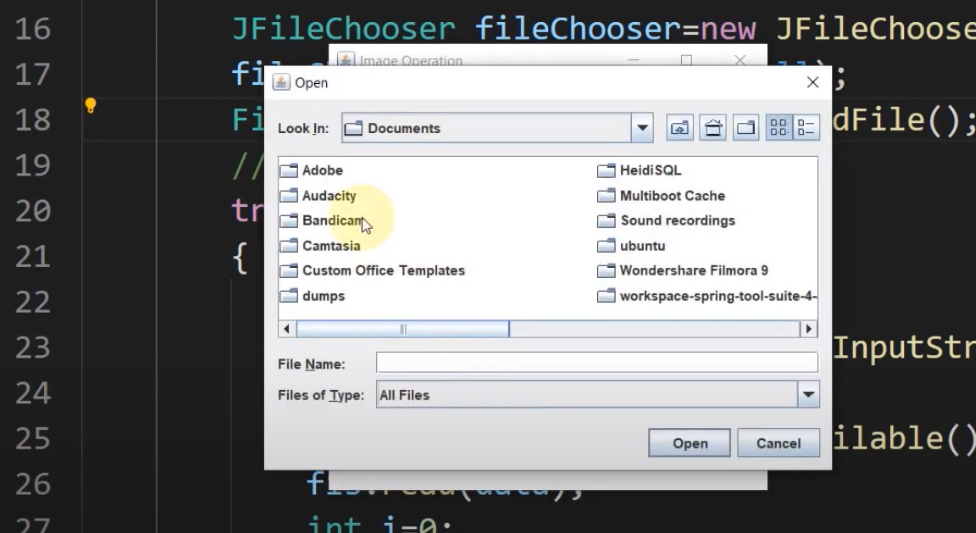 16 JFileChooser fileChooser=new JFileChoose
Image Operation
17 fil );
Open
18 Fi dFile();
Look In: Documents
19 //
Adobe HeidiSQL
Audacity Multiboot Cache
20 tr
Bandicam Sound recordings
Camtasia ubuntu
21 {
Custom Office Templates Wondershare Filmora 9
dumps workspace-spring-tool-suite-4-
22
23 InputStr
File Name:
24
Files of Type: All Files
25 ilable()
Open Cancel
26 fis.read(data);
27 int i=0;